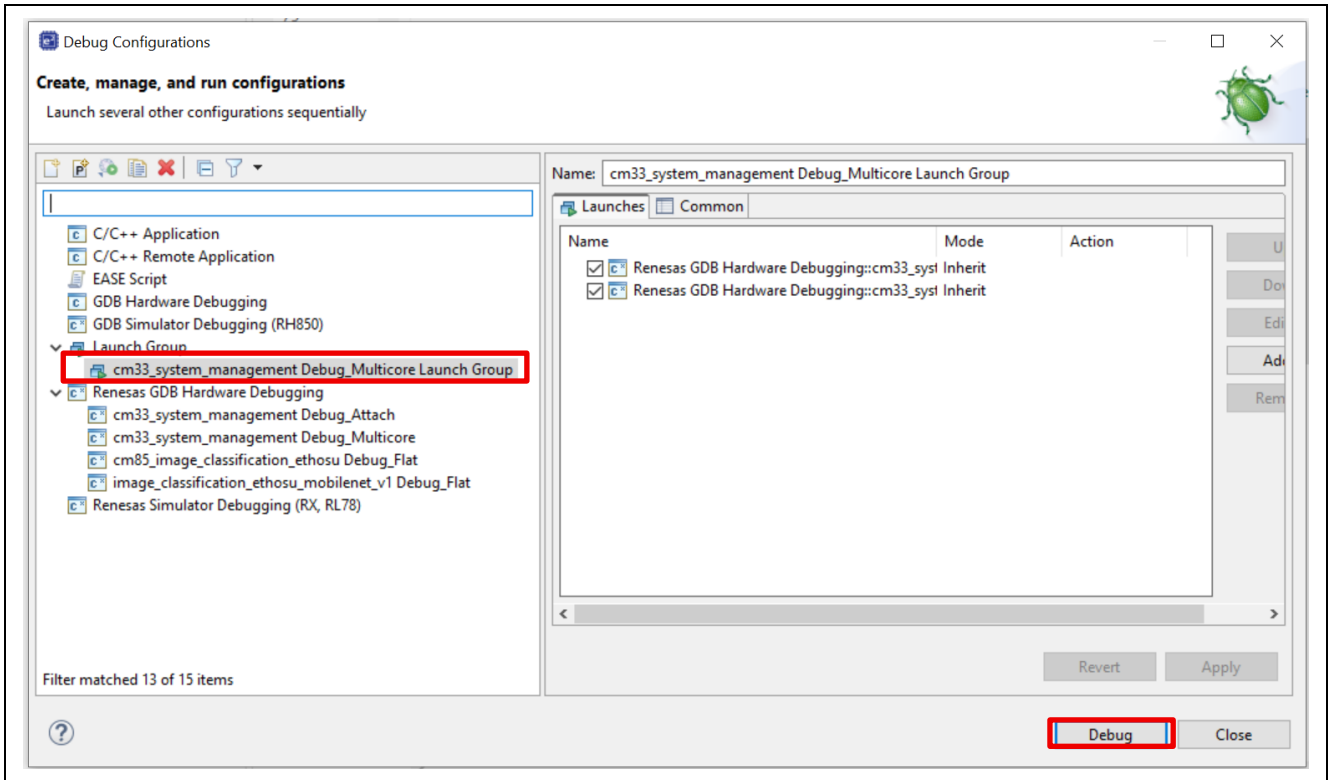 Debug Configurations
Create, manage, and run configurations
Launch several other configurations sequentially
C/C++ Application
C/C++ Remote Application
EASE Script
GDB Hardware Debugging
GDB Simulator Debugging (RH850)
Launch Group
cm33_system_management Debug_Multicore Launch Group
Renesas GDB Hardware Debugging
cm33_system_management Debug_Attach
cm33_system_management Debug_Multicore
cm85_image_classification_ethosu Debug_Flat
image_classification_ethosu_mobilenet_v1 Debug_Flat
Renesas Simulator Debugging (RX, RL78)
Filter matched 13 of 15 items
Name: cm33_system_management Debug_Multicore Launch Group
Launches Common
Name Mode Action
Renesas GDB Hardware Debugging::cm33_syst Inherit
Renesas GDB Hardware Debugging::cm33_syst Inherit
Revert Apply
Debug Close